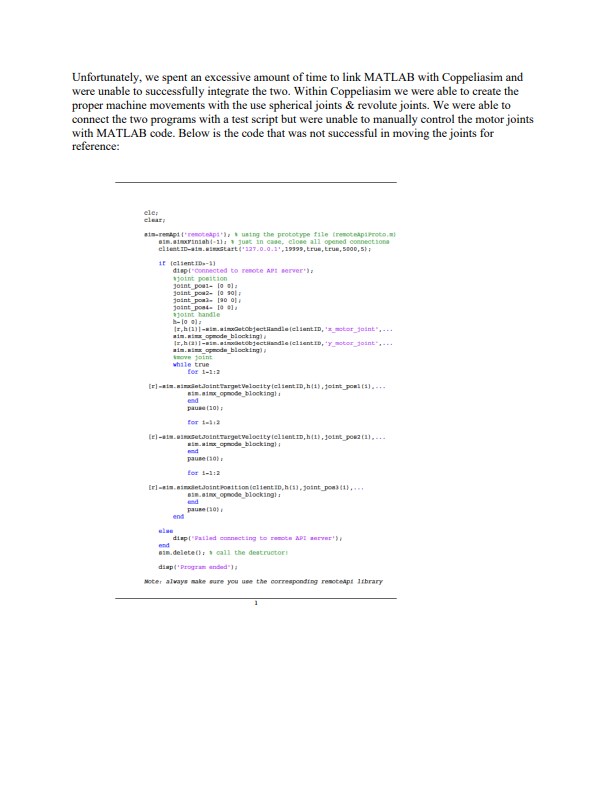 Unfortunately, we spent an excessive amount of time to link MATLAB with Coppeliasim and
were unable to successfully integrate the two. Within Coppeliasim we were able to create the
proper machine movements with the use spherical joints & revolute joints. We were able to
connect the two programs with a test script but were unable to manually control the motor joints
with MATLAB code. Below is the code that was not successful in moving the joints for
reference:
clc;
clear;
sim=remApi('remoteApi'); % using the prototype file (remoteApiProto.m)
sim.simxFinish(-1); % just in case, close all opened connections
clientID=sim.simxStart('127.0.0.1',19999,true,true,5000,5);
if (clientID>-1)
disp('Connected to remote API server');
%joint position
joint_pos1= [0 0];
joint_pos2= [0 90];
joint_pos3= [90 0];
joint_pos4= [0 0];
%joint handle
h=[0 0];
[r,h(1)]=sim.simxGetObjectHandle(clientID,'x_motor_joint',...
sim.simx_opmode_blocking);
[r,h(2)]=sim.simxGetObjectHandle(clientID,'y_motor_joint',...
sim.simx_opmode_blocking);
%move joint
while true
for i=1:2
[r]=sim.simxSetJointTargetVelocity(clientID,h(i),joint_pos1(i),...
sim.simx_opmode_blocking);
end
pause(10);
for i=1:2
[r]=sim.simxSetJointTargetVelocity(clientID,h(i),joint_pos2(i),...
sim.simx_opmode_blocking);
end
pause(10);
for i=1:2
[r]=sim.simxSetJointPosition(clientID,h(i),joint_pos3(i),...
sim.simx_opmode_blocking);
end
pause(10);
end
else
disp('Failed connecting to remote API server');
end
sim.delete(); % call the destructor!
disp('Program ended');
Note: always make sure you use the corresponding remoteApi library
1